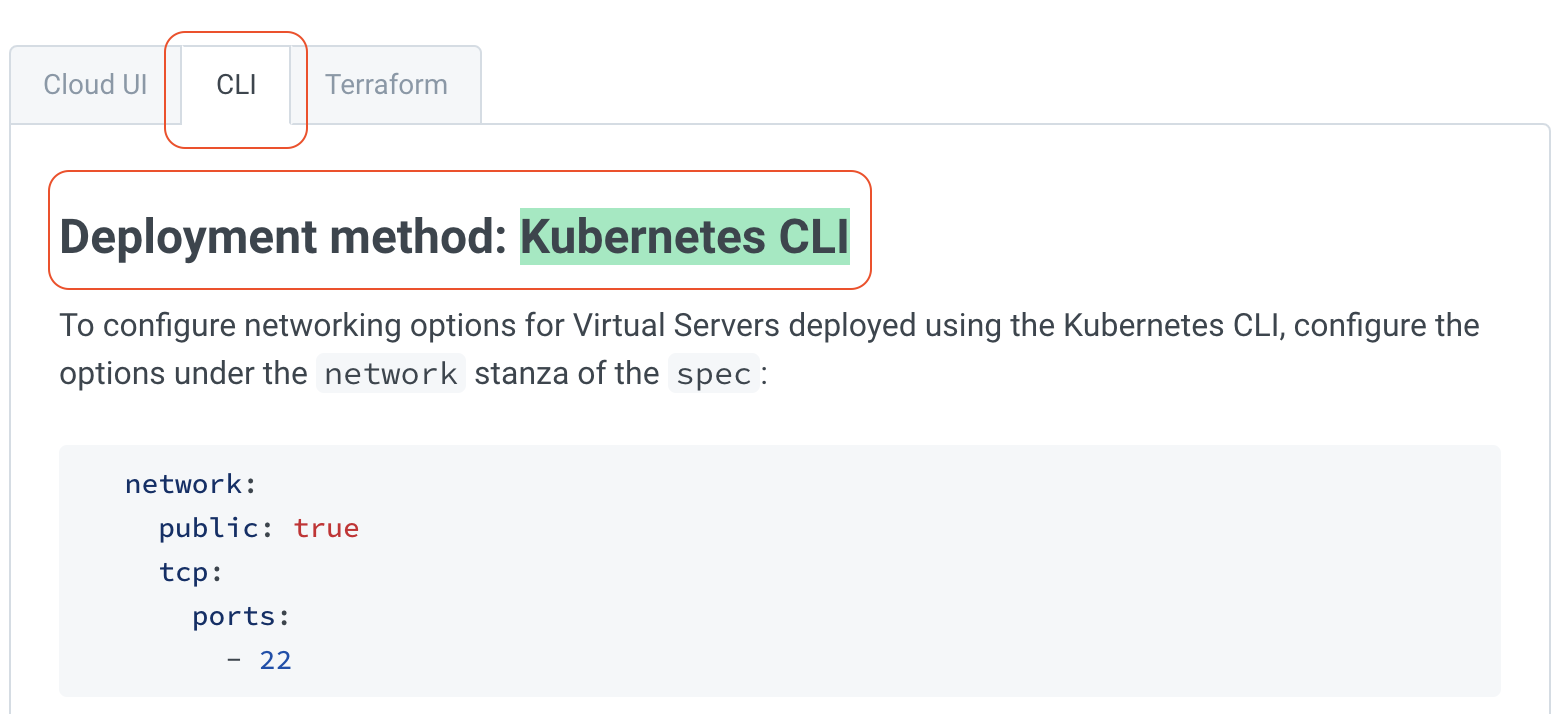 Cloud UI CLI Terraform
Deployment method: Kubernetes CLI
To configure networking options for Virtual Servers deployed using the Kubernetes CLI, configure the
options under the network stanza of the spec:
network:
  public: true
  tcp:
    ports:
      - 22